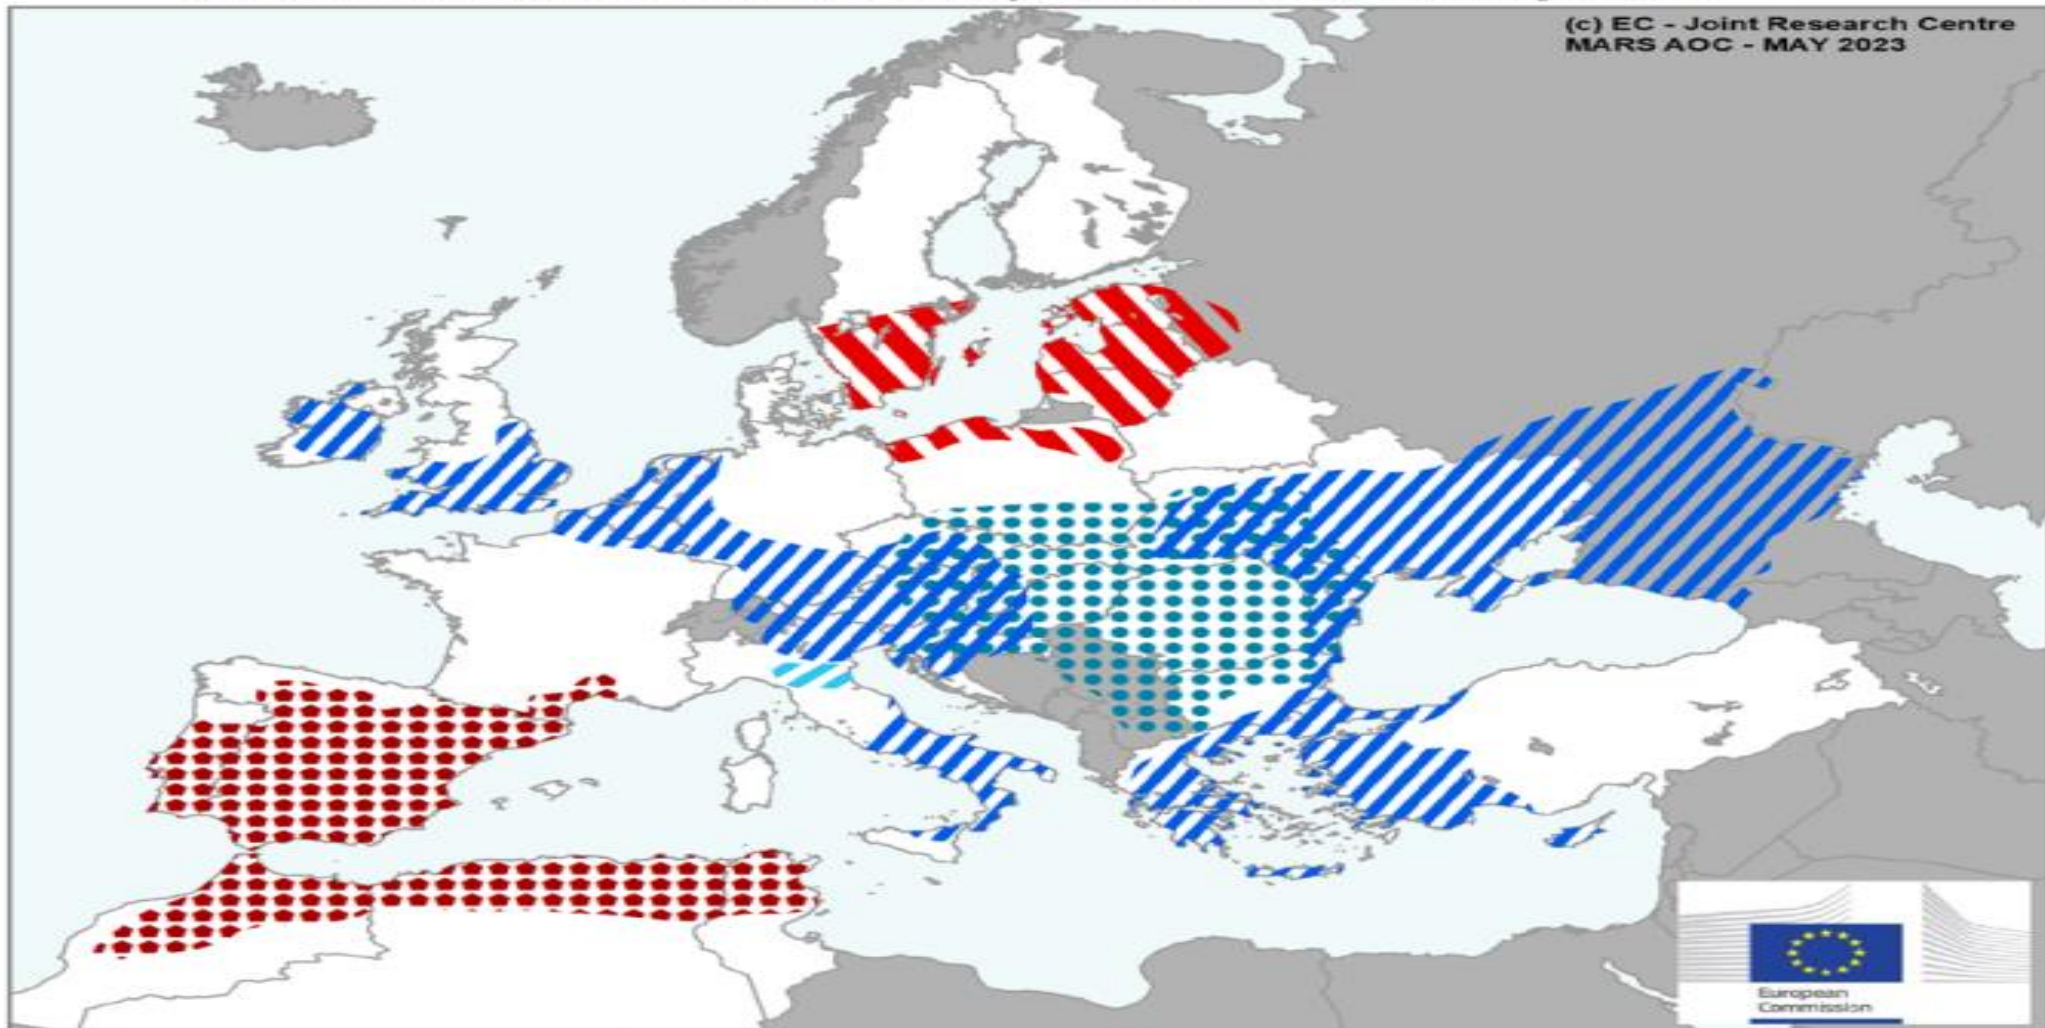 (c) EC - Joint Research Centre
MARS AOC - MAY 2023
European
Commission